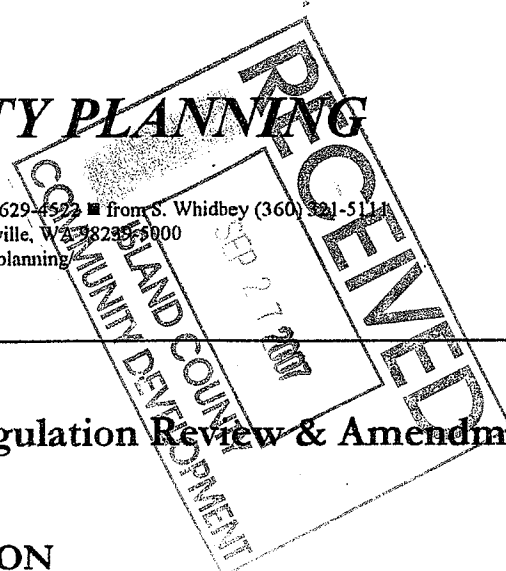 TY PLANNING
629-4522 ■ from S. Whidbey (360) 321-5111
ville, WA 98239-5000
planning/
RECEIVED
SEP 27 2007
ISLAND COUNTY
COMMUNITY DEVELOPMENT
gulation Review & Amendm
ON